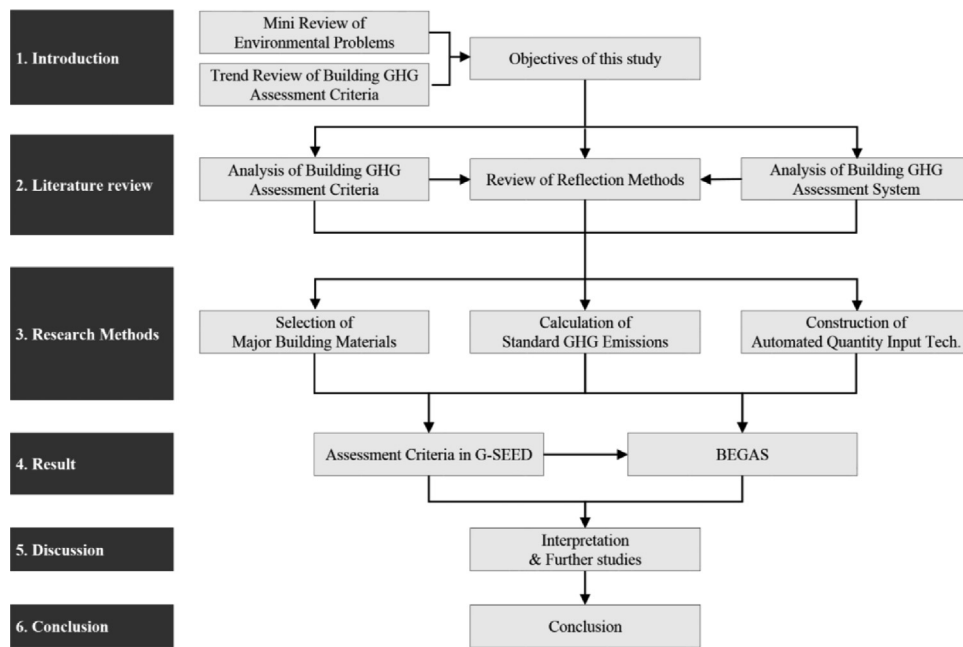 1. Introduction
Mini Review of
Environmental Problems
Trend Review of Building GHG
Assessment Criteria
Objectives of this study
2. Literature review
Analysis of Building GHG
Assessment Criteria
Review of Reflection Methods
Analysis of Building GHG
Assessment System
3. Research Methods
Selection of
Major Building Materials
Calculation of
Standard GHG Emissions
Construction of
Automated Quantity Input Tech.
4. Result
Assessment Criteria in G-SEED
BEGAS
5. Discussion
Interpretation
& Further studies
6. Conclusion
Conclusion